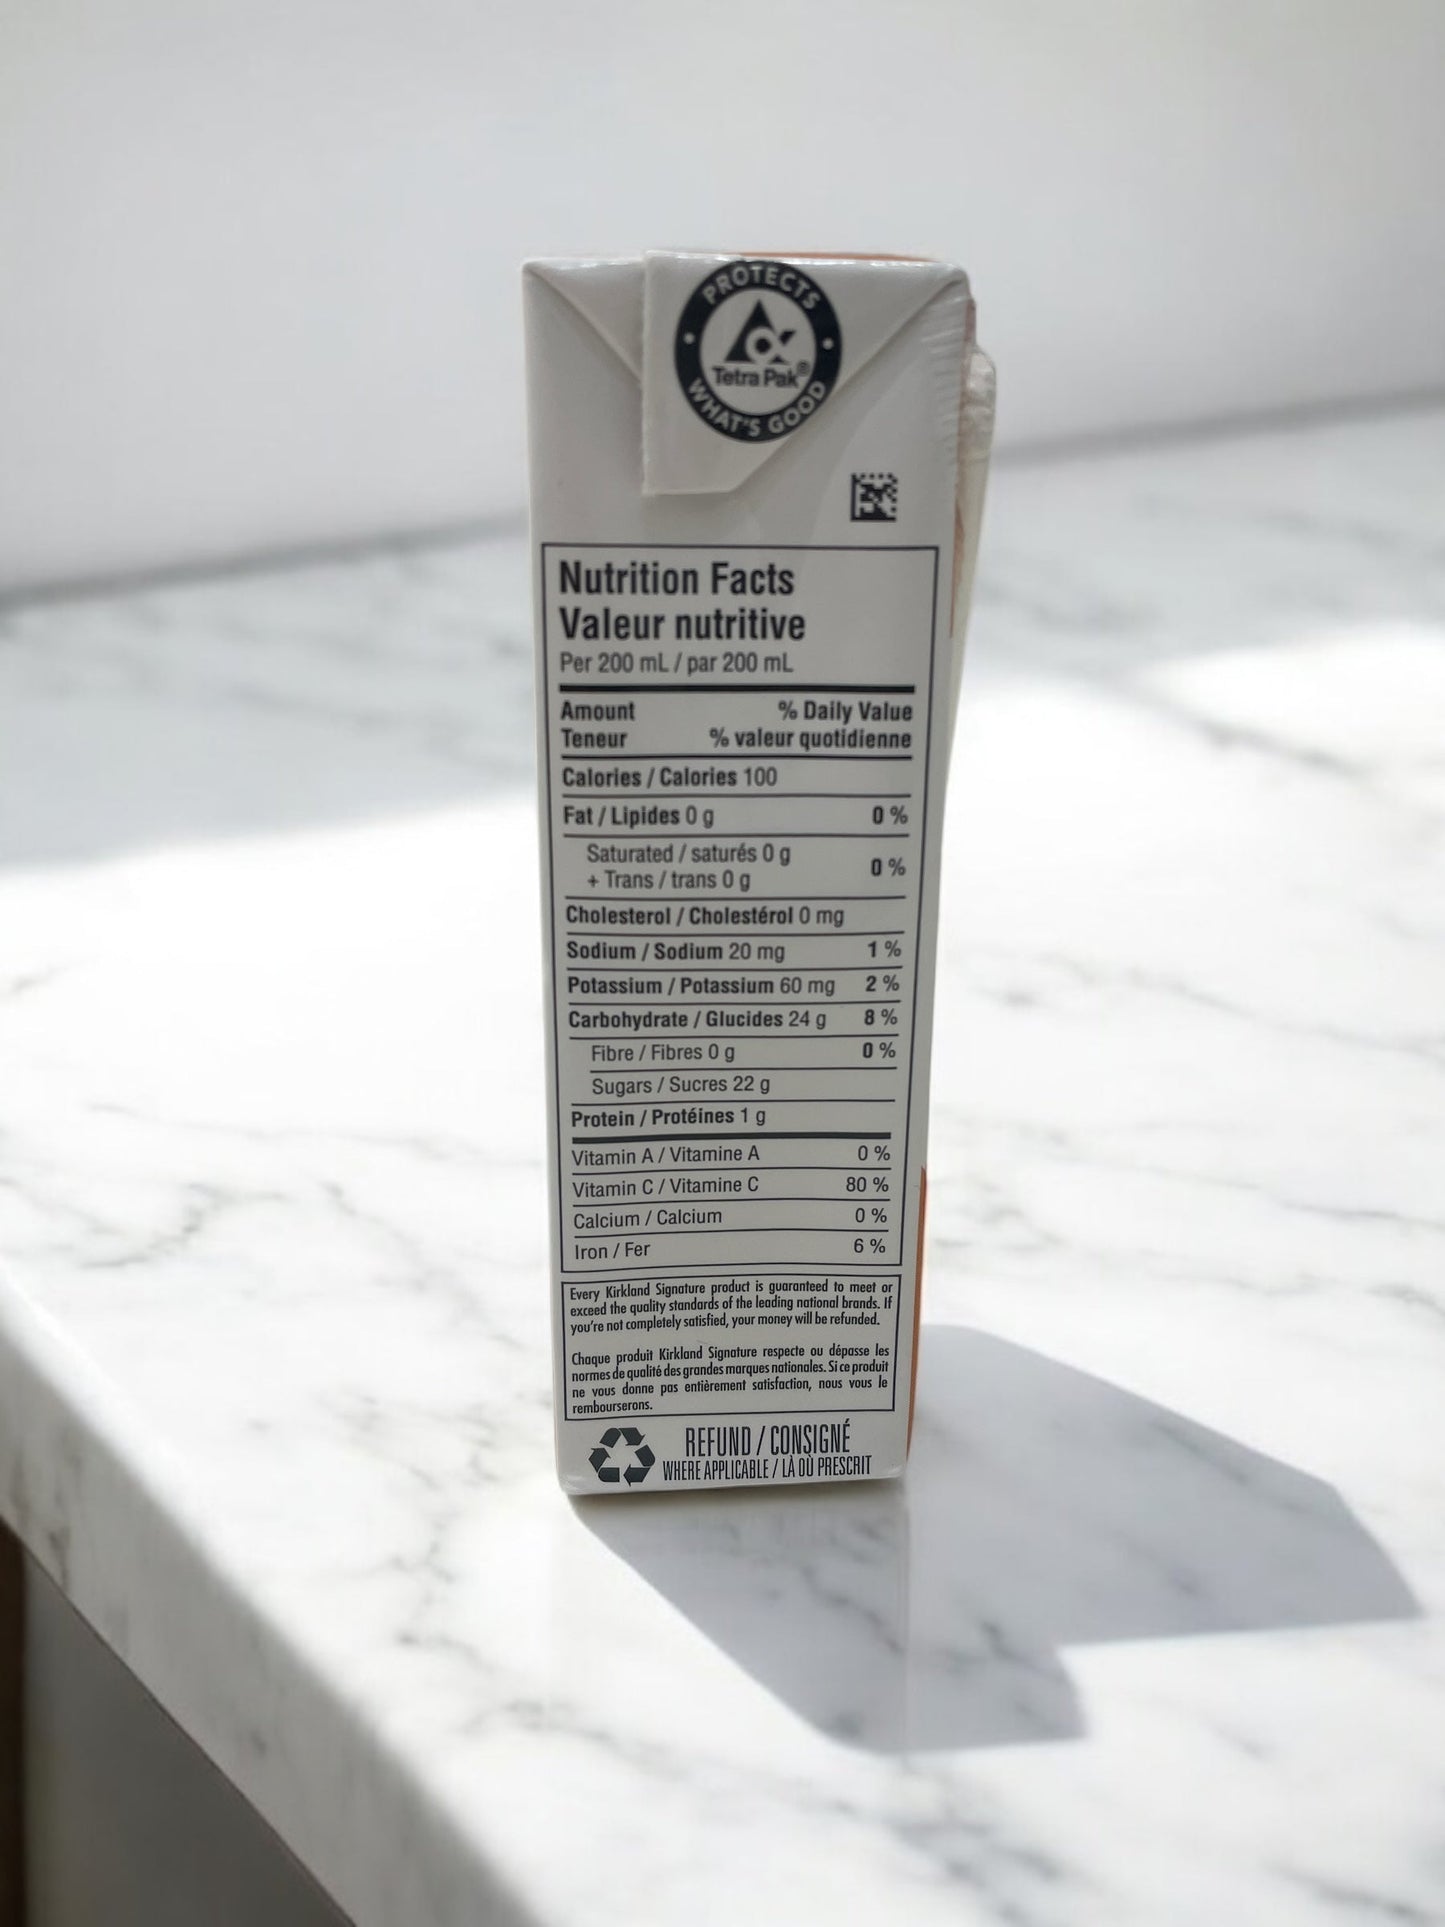 PROTECTS
Tetra Pak®
WHAT'S GOOD
Nutrition Facts
Valeur nutritive
Per 200 mL / par 200 mL
Amount % Daily Value
Teneur % valeur quotidienne
Calories / Calories 100
Fat / Lipides 0 g 0 %
Saturated / saturés 0 g
+ Trans / trans 0 g 0 %
Cholesterol / Cholestérol 0 mg
Sodium / Sodium 20 mg 1 %
Potassium / Potassium 60 mg 2 %
Carbohydrate / Glucides 24 g 8 %
Fibre / Fibres 0 g 0 %
Sugars / Sucres 22 g
Protein / Protéines 1 g
Vitamin A / Vitamine A 0 %
Vitamin C / Vitamine C 80 %
Calcium / Calcium 0 %
Iron / Fer 6 %
Every Kirkland Signature product is guaranteed to meet or
exceed the quality standards of the leading national brands. If
you're not completely satisfied, your money will be refunded.
Chaque produit Kirkland Signature respecte ou dépasse les
normes de qualité des grandes marques nationales. Si ce produit
ne vous donne pas entièrement satisfaction, nous vous le
rembourserons.
REFUND / CONSIGNÉ
WHERE APPLICABLE / LÀ OÙ PRESCRIT